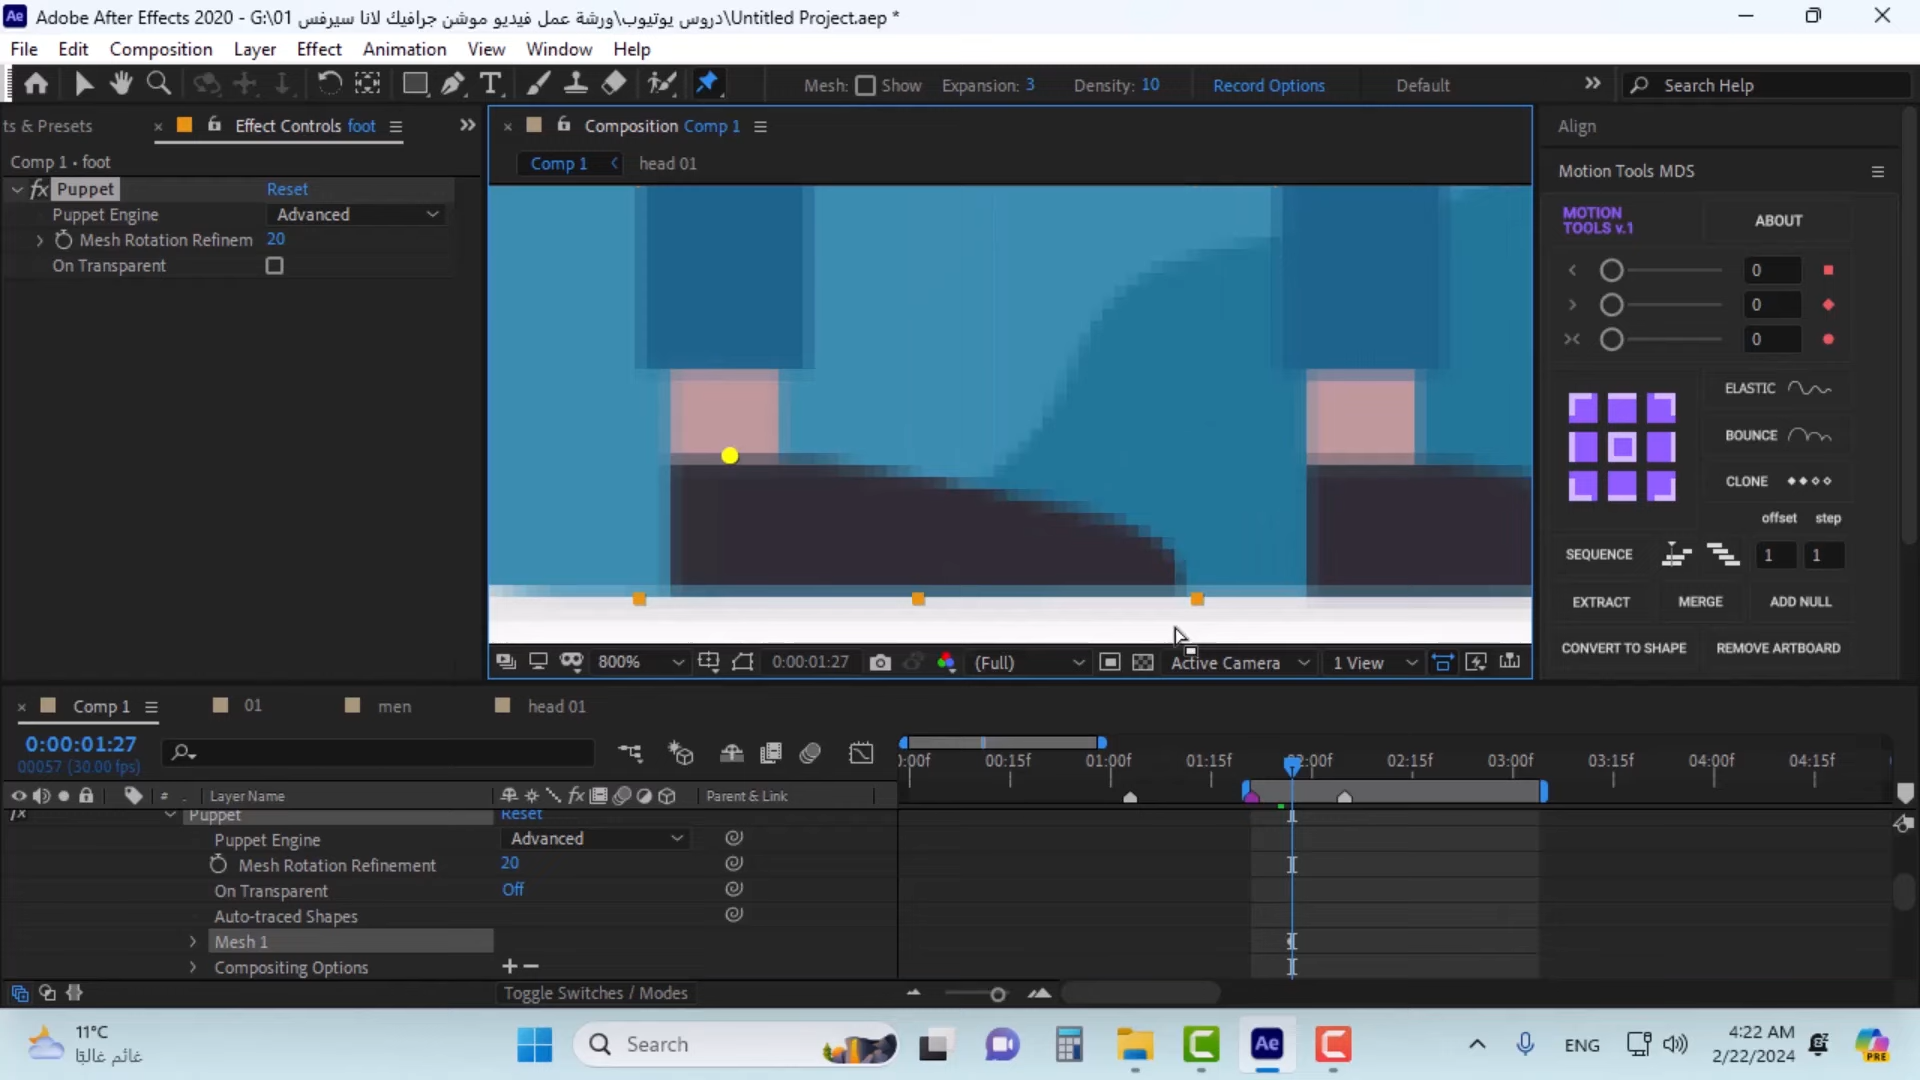 Adobe After Effects 2020 - G:\01 دروس يوتيوب\ورشة عمل فيديو موشن جرافيك لانا سيرفس\Untitled Project.aep *
File Edit Composition Layer Effect Animation View Window Help
Mesh: Show Expansion: 3 Density: 10 Record Options Default Search Help
ts & Presets Effect Controls foot
Composition Comp 1
Align
Comp 1 • foot
Comp 1 head 01
Motion Tools MDS
fx Puppet Reset
Puppet Engine Advanced
Mesh Rotation Refinem 20
On Transparent
MOTION TOOLS v.1 ABOUT
0
0
0
ELASTIC
BOUNCE
CLONE
offset step
SEQUENCE 1 1
EXTRACT MERGE ADD NULL
CONVERT TO SHAPE REMOVE ARTBOARD
800% 0:00:01:27 (Full) Active Camera 1 View
Comp 1 01 men head 01
0:00:01:27
00057 (30.00 fps)
:00f 00:15f 01:00f 01:15f 2:00f 02:15f 03:00f 03:15f 04:00f 04:15f
# Layer Name fx Parent & Link
Puppet Reset
Puppet Engine Advanced
Mesh Rotation Refinement 20
On Transparent Off
Auto-traced Shapes
Mesh 1
Compositing Options
Toggle Switches / Modes
11°C
غائم غالبًا
Search
Ae
ENG
4:22 AM
2/22/2024
PRE